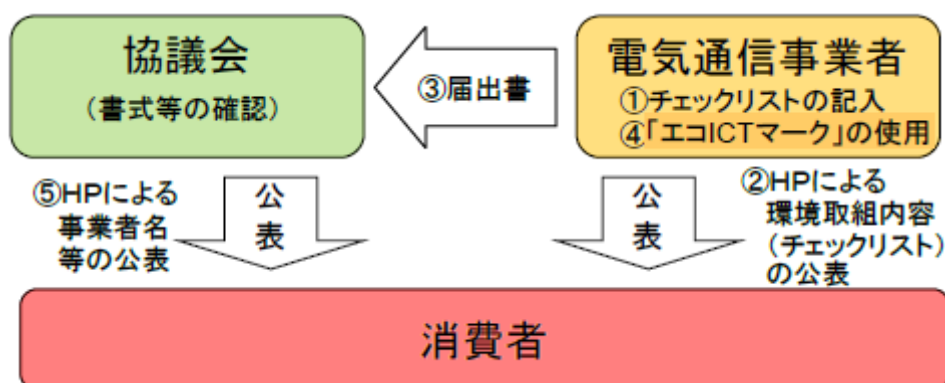 協議会
(書式等の確認)
③届出書
電気通信事業者
①チェックリストの記入
④「エコICTマーク」の使用
⑤HPによる
事業者名
等の公表
公
表
公
表
②HPによる
環境取組内容
(チェックリスト)
の公表
消費者